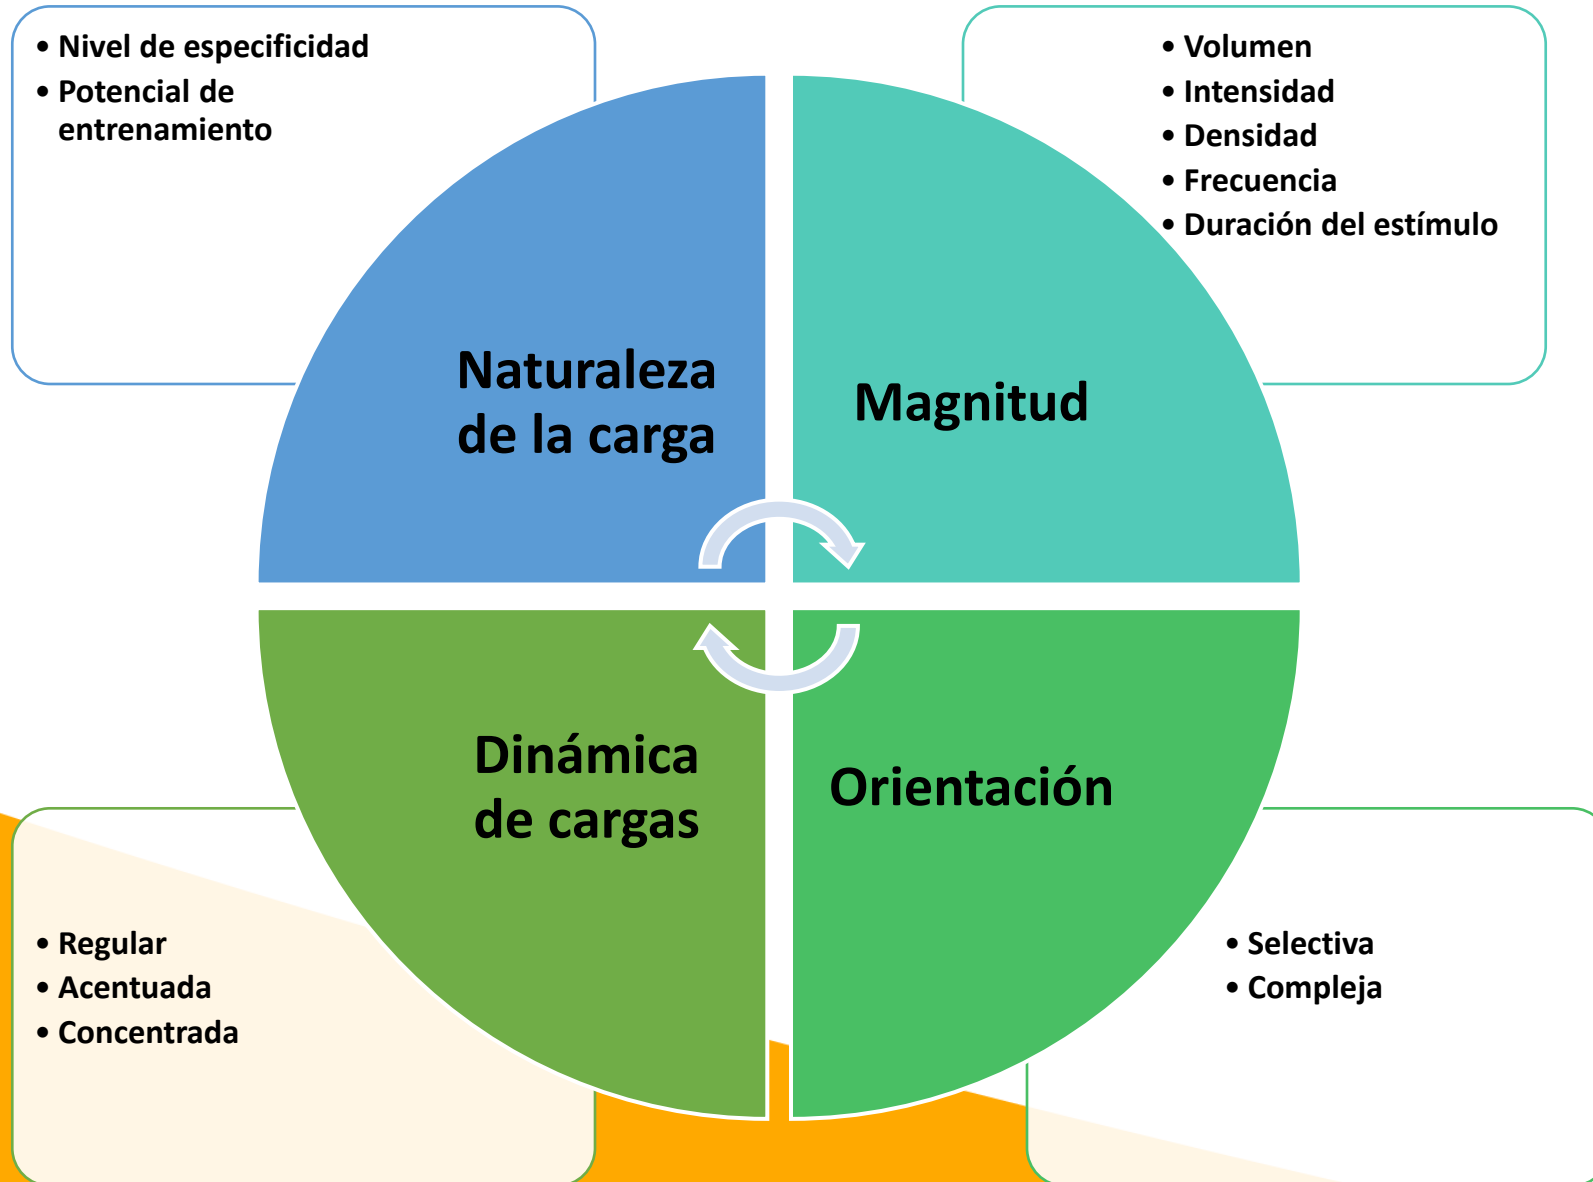 • Nivel de especificidad
• Potencial de
entrenamiento
• Volumen
• Intensidad
• Densidad
• Frecuencia
• Duración del estímulo
Naturaleza
de la carga
Magnitud
Dinámica
de cargas
Orientación
• Regular
• Acentuada
• Concentrada
• Selectiva
• Compleja